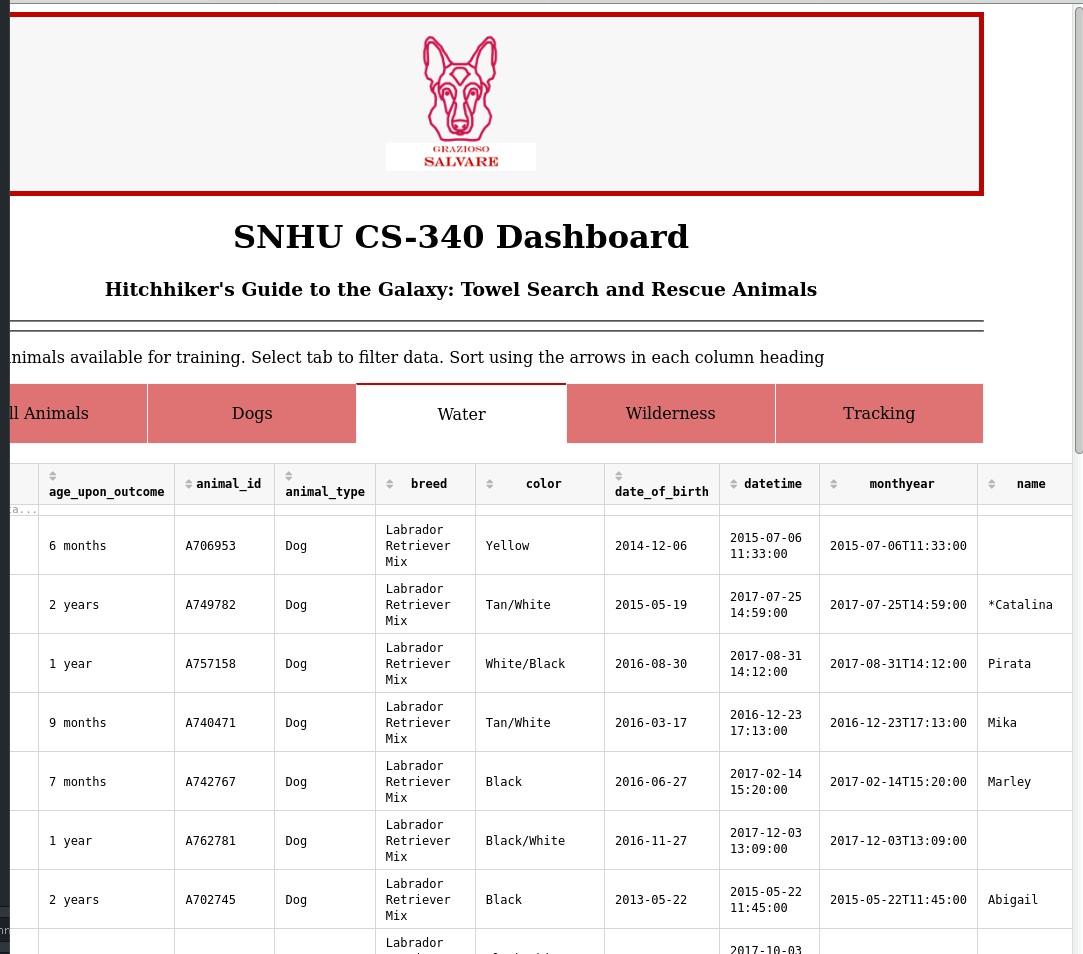 GRAZIOSO
SALVARE
SNHU CS-340 Dashboard
Hitchhiker's Guide to the Galaxy: Towel Search and Rescue Animals
nimals available for training. Select tab to filter data. Sort using the arrows in each column heading
ll Animals Dogs Water Wilderness Tracking
age_upon_outcome animal_id animal_type breed color date_of_birth datetime monthyear name
ta...
6 months A706953 Dog Labrador Retriever Mix Yellow 2014-12-06 2015-07-06 11:33:00 2015-07-06T11:33:00
2 years A749782 Dog Labrador Retriever Mix Tan/White 2015-05-19 2017-07-25 14:59:00 2017-07-25T14:59:00 *Catalina
1 year A757158 Dog Labrador Retriever Mix White/Black 2016-08-30 2017-08-31 14:12:00 2017-08-31T14:12:00 Pirata
9 months A740471 Dog Labrador Retriever Mix Tan/White 2016-03-17 2016-12-23 17:13:00 2016-12-23T17:13:00 Mika
7 months A742767 Dog Labrador Retriever Mix Black 2016-06-27 2017-02-14 15:20:00 2017-02-14T15:20:00 Marley
1 year A762781 Dog Labrador Retriever Mix Black/White 2016-11-27 2017-12-03 13:09:00 2017-12-03T13:09:00
2 years A702745 Dog Labrador Retriever Mix Black 2013-05-22 2015-05-22 11:45:00 2015-05-22T11:45:00 Abigail
Labrador 2017-10-03